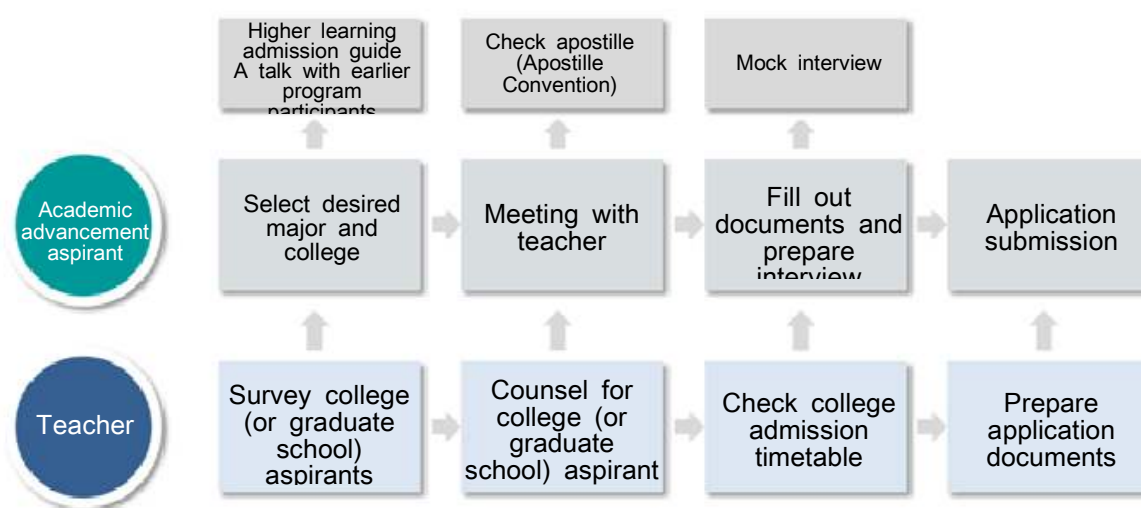 Higher learning
admission guide
A talk with earlier
program
participants
Check apostille
(Apostille
Convention)
Mock interview
Academic
advancement
aspirant
Select desired
major and
college
Meeting with
teacher
Fill out
documents and
prepare
interview
Application
submission
Teacher
Survey college
(or graduate
school)
aspirants
Counsel for
college (or
graduate
school) aspirant
Check college
admission
timetable
Prepare
application
documents